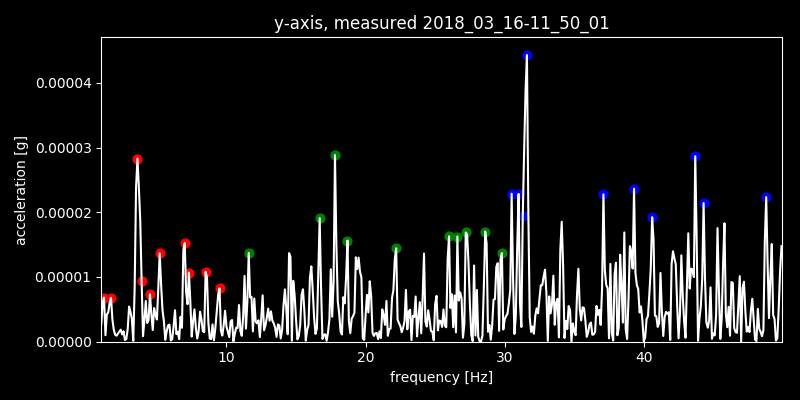 y-axis, measured 2018_03_16-11_50_01
0.00004
0.00003
0.00002
0.00001
0.00000
acceleration [g]
10 20 30 40
frequency [Hz]